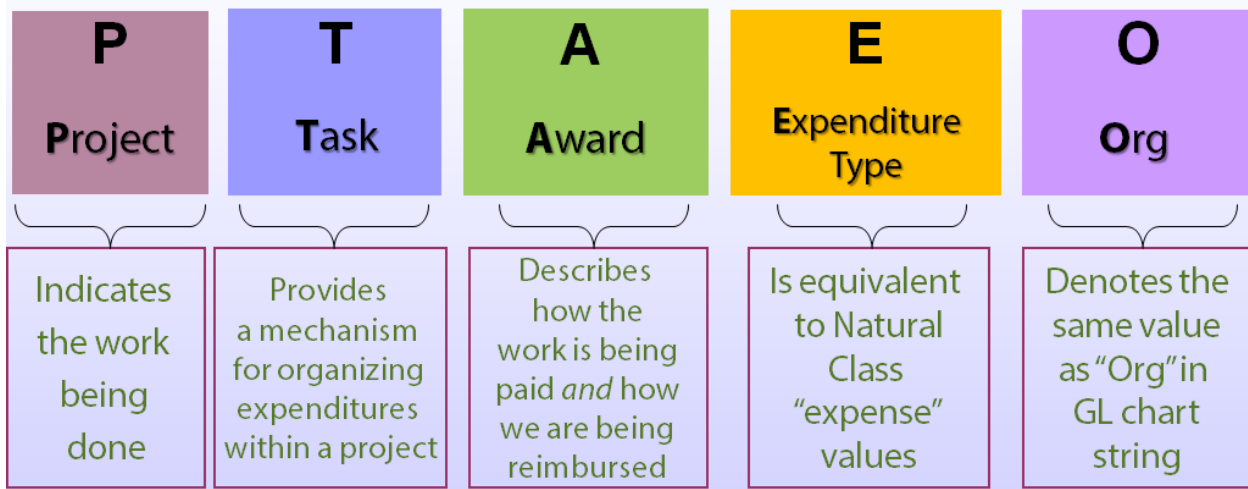 P
Project
T
Task
A
Award
E
Expenditure
Type
O
Org
Indicates
the work
being
done
Provides
a mechanism
for organizing
expenditures
within a project
Describes
how the
work is being
paid and how
we are being
reimbursed
Is equivalent
to Natural
Class
“expense”
values
Denotes the
same value
as “Org” in
GL chart
string